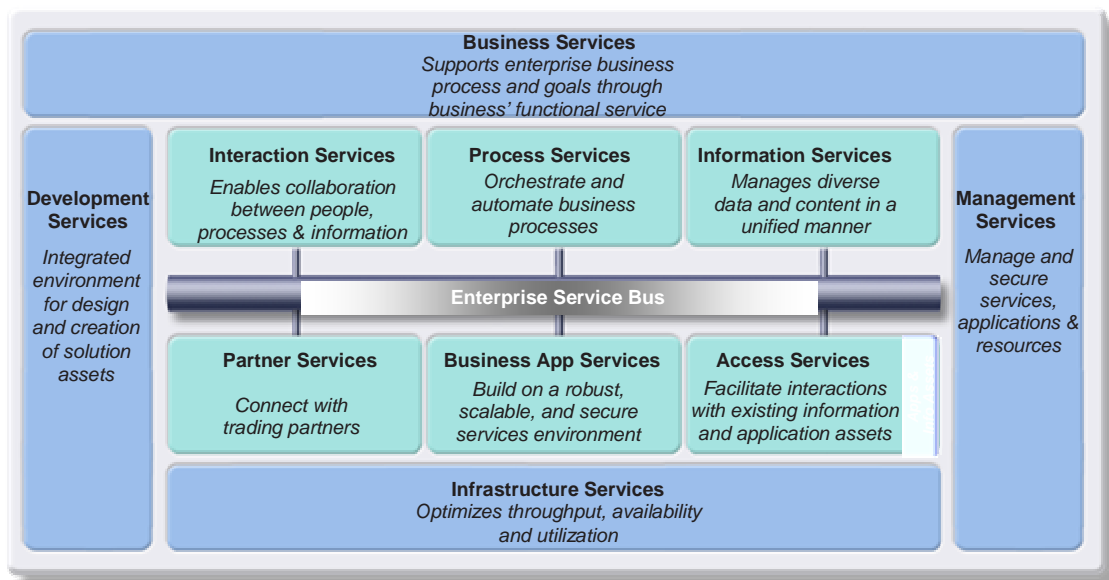 Business Services
Supports enterprise business
process and goals through
business’ functional service
Development
Services
Integrated
environment
for design
and creation
of solution
assets
Interaction Services
Enables collaboration
between people,
processes & information
Process Services
Orchestrate and
automate business
processes
Information Services
Manages diverse
data and content in a
unified manner
Management
Services
Manage and
secure
services,
applications &
resources
Enterprise Service Bus
Partner Services
Connect with
trading partners
Business App Services
Build on a robust,
scalable, and secure
services environment
Access Services
Facilitate interactions
with existing information
and application assets
Infrastructure Services
Optimizes throughput, availability
and utilization